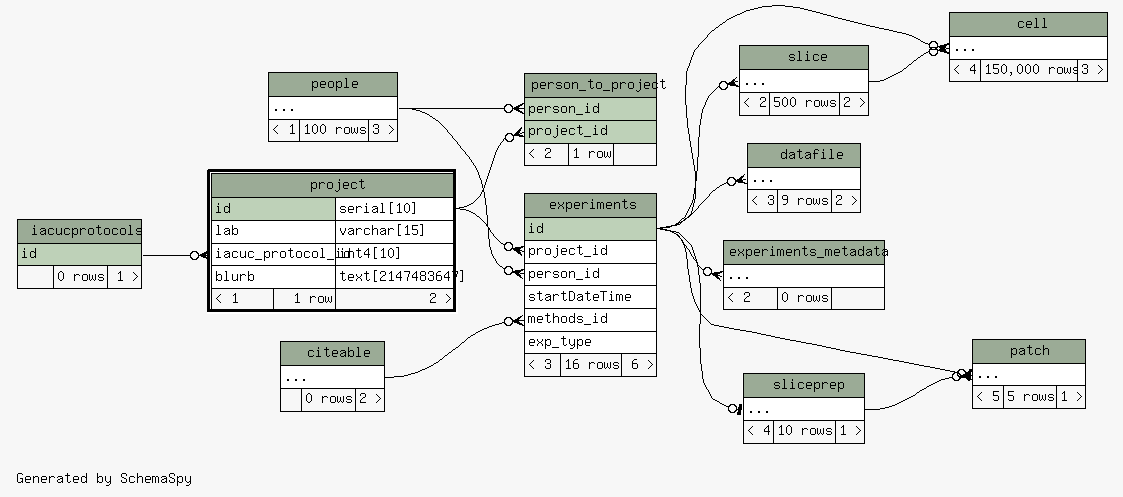 people
...
< 1 100 rows 3 >
person_to_project
person_id
project_id
< 2 1 row
project
id serial[10]
lab varchar[15]
iacuc_protocol_id int4[10]
blurb text[2147483647]
< 1 1 row 2 >
iacucprotocols
id
0 rows 1 >
citeable
...
0 rows 2 >
experiments
id
project_id
person_id
startDateTime
methods_id
exp_type
< 3 16 rows 6 >
slice
...
< 2 500 rows 2 >
cell
...
< 4 150,000 rows 3 >
datafile
...
< 3 9 rows 2 >
experiments_metadata
...
< 2 0 rows
sliceprep
...
< 4 10 rows 1 >
patch
...
< 5 5 rows 1 >
Generated by SchemaSpy